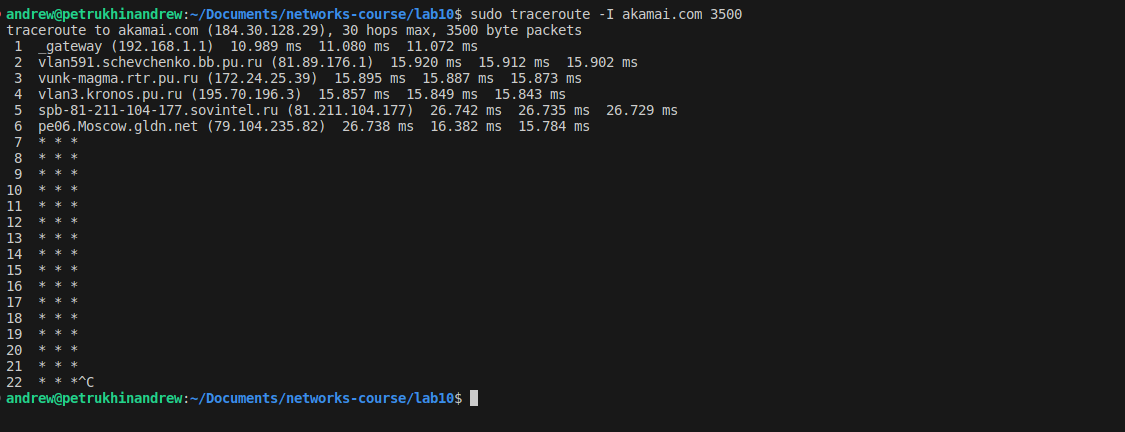 andrew@petrukhinandrew:~/Documents/networks-course/lab10$ sudo traceroute -I akamai.com 3500
traceroute to akamai.com (184.30.128.29), 30 hops max, 3500 byte packets
 1  _gateway (192.168.1.1)  10.989 ms  11.080 ms  11.072 ms
 2  vlan591.schevchenko.bb.pu.ru (81.89.176.1)  15.920 ms  15.912 ms  15.902 ms
 3  vunk-magma.rtr.pu.ru (172.24.25.39)  15.895 ms  15.887 ms  15.873 ms
 4  vlan3.kronos.pu.ru (195.70.196.3)  15.857 ms  15.849 ms  15.843 ms
 5  spb-81-211-104-177.sovintel.ru (81.211.104.177)  26.742 ms  26.735 ms  26.729 ms
 6  pe06.Moscow.gldn.net (79.104.235.82)  26.738 ms  16.382 ms  15.784 ms
 7  * * *
 8  * * *
 9  * * *
10  * * *
11  * * *
12  * * *
13  * * *
14  * * *
15  * * *
16  * * *
17  * * *
18  * * *
19  * * *
20  * * *
21  * * *
22  * * *^C
andrew@petrukhinandrew:~/Documents/networks-course/lab10$